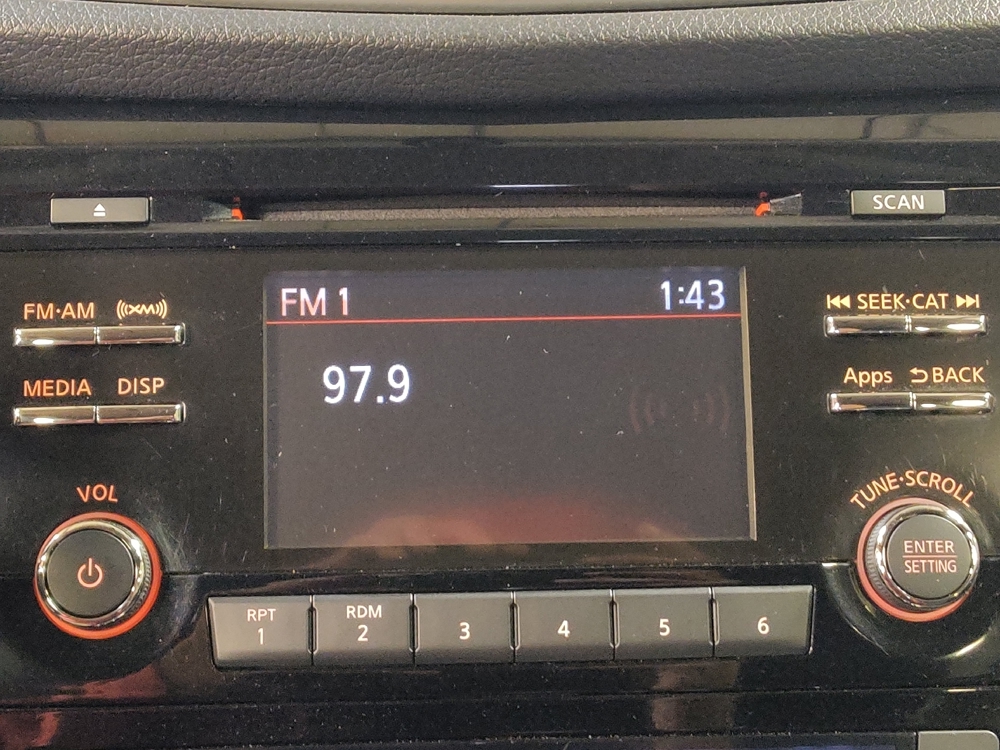 SCAN
FM·AM XM
FM 1 1:43
SEEK·CAT
MEDIA DISP
97.9
Apps BACK
VOL
TUNE·SCROLL
ENTER
SETTING
RPT
1
RDM
2
3
4
5
6